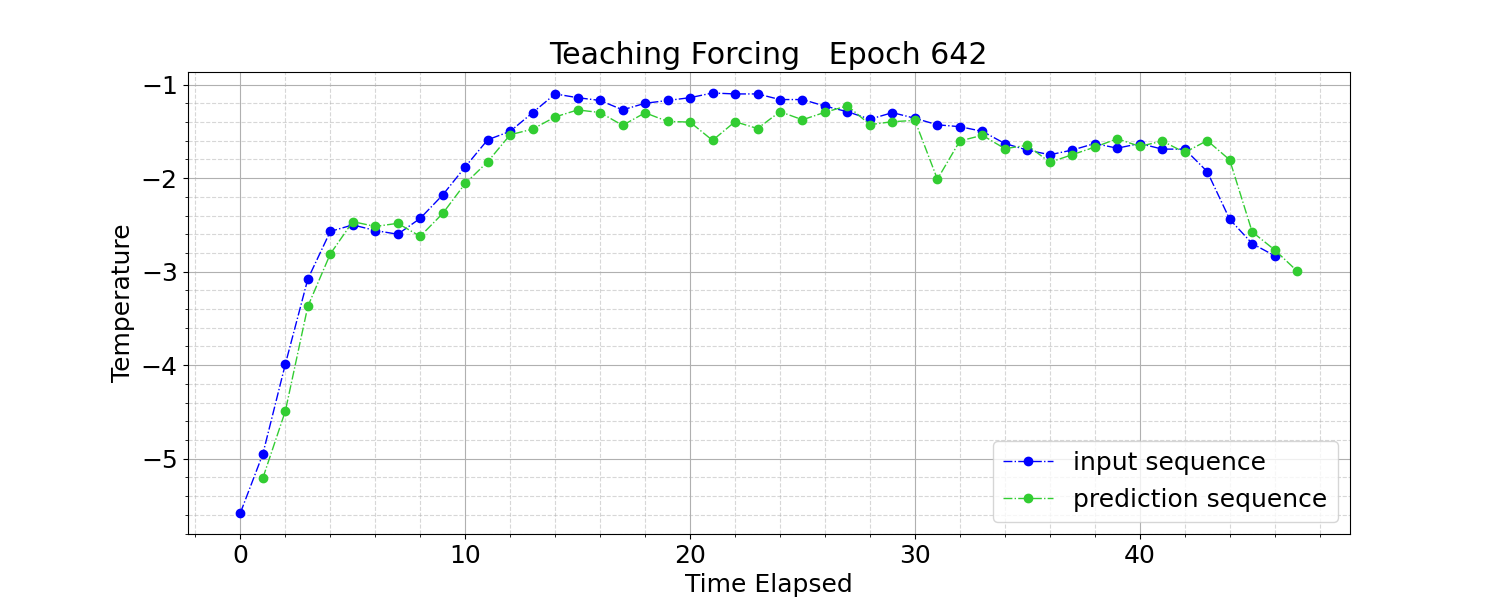 Teaching Forcing   Epoch 642
Temperature
−1
−2
−3
−4
−5
0 10 20 30 40
Time Elapsed
input sequence
prediction sequence